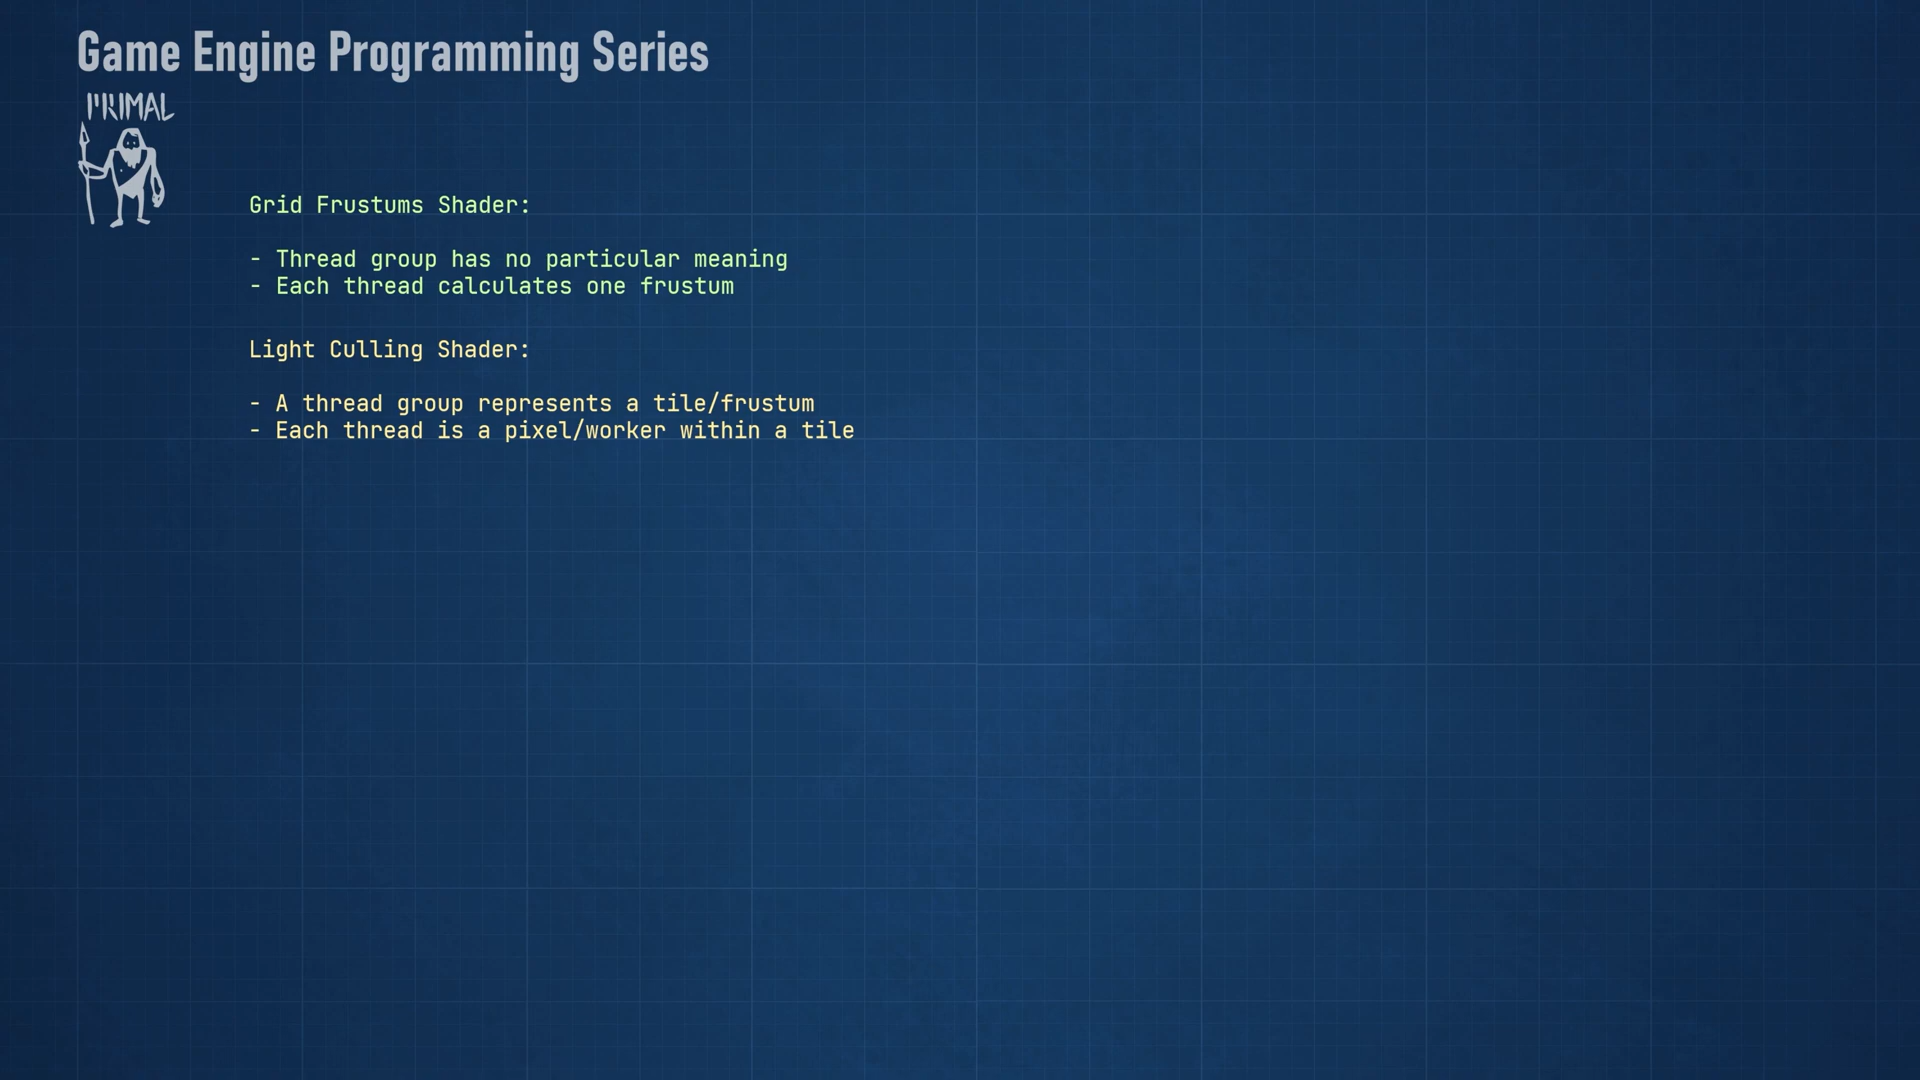 Game Engine Programming Series
PRIMAL
Grid Frustums Shader:
- Thread group has no particular meaning
- Each thread calculates one frustum
Light Culling Shader:
- A thread group represents a tile/frustum
- Each thread is a pixel/worker within a tile